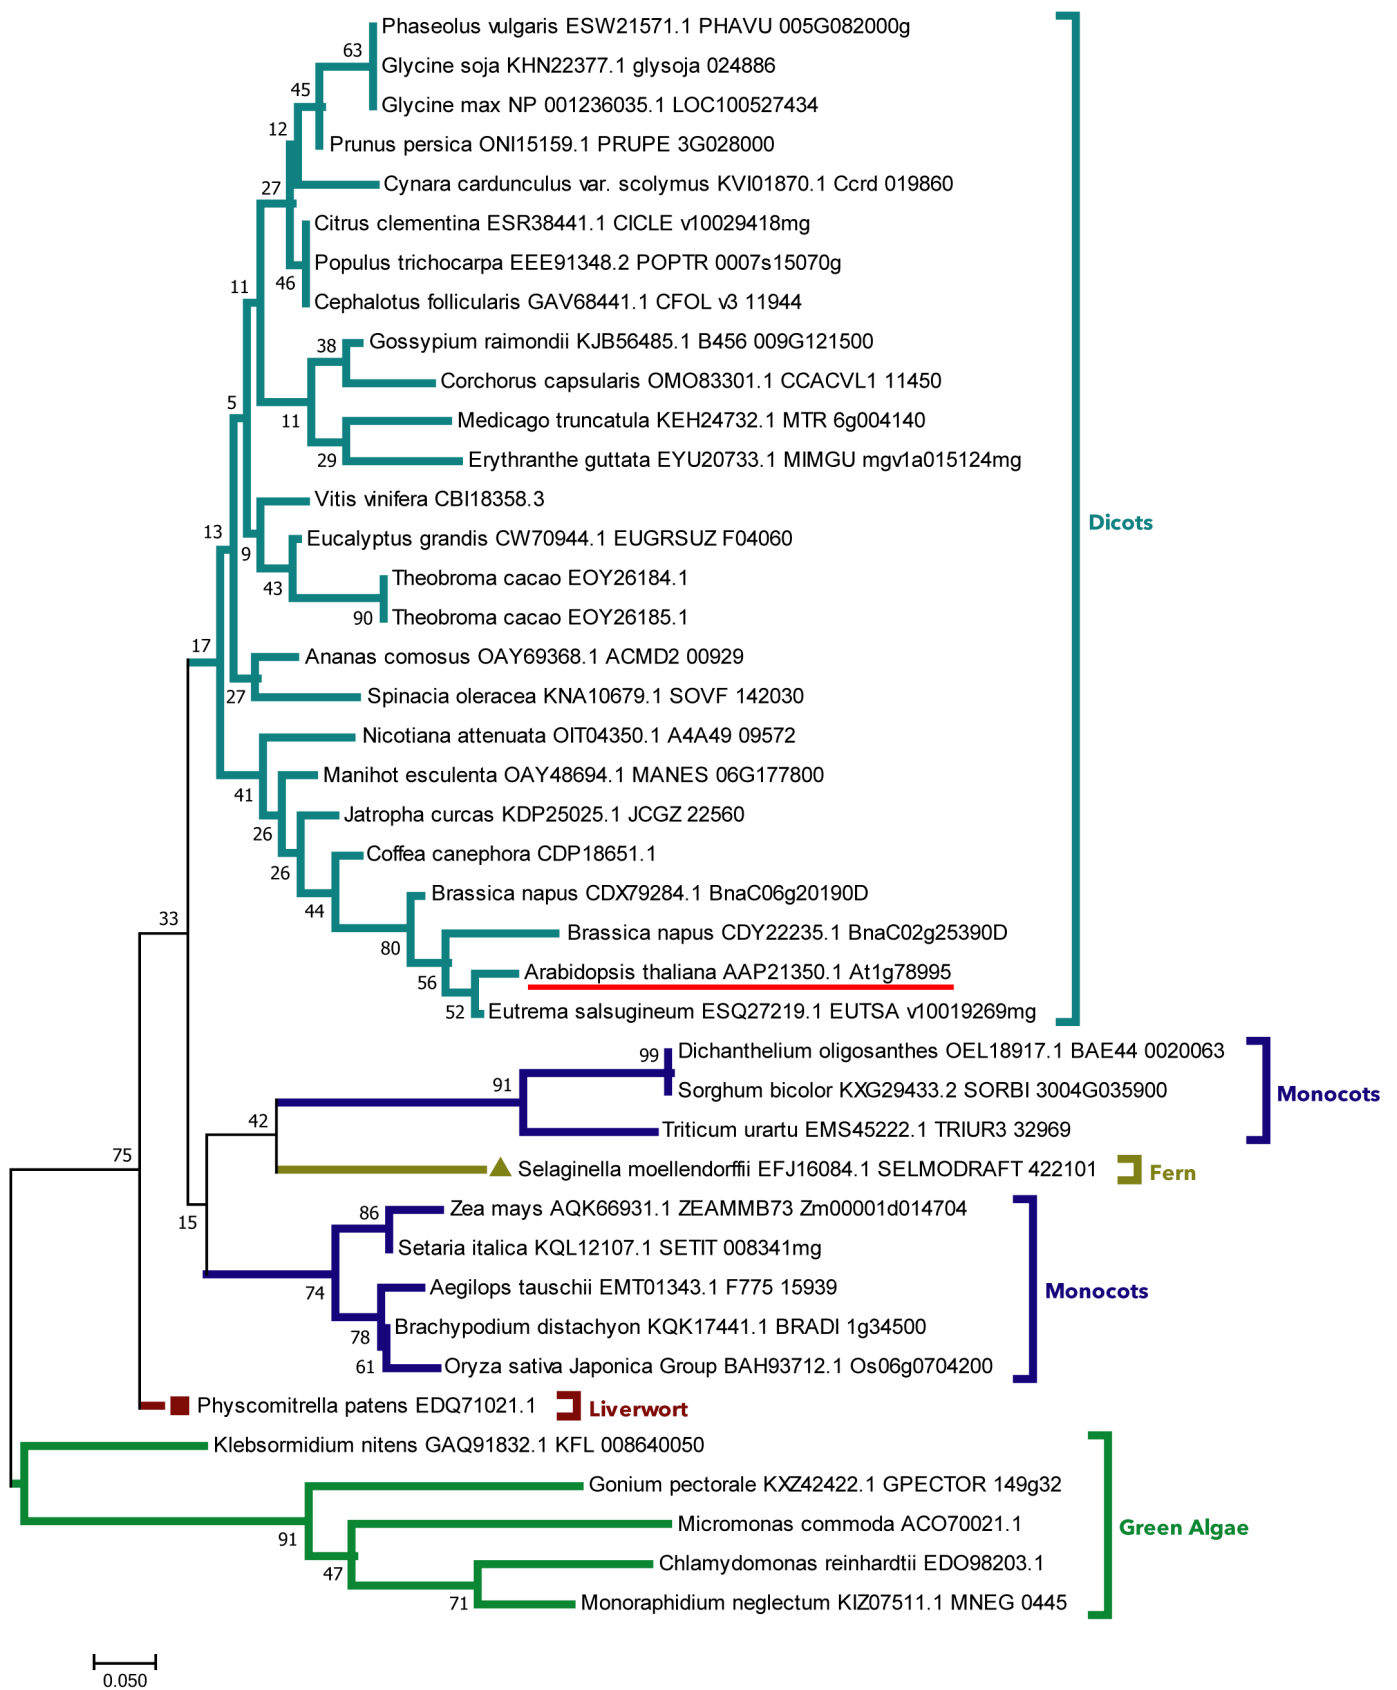 Phaseolus vulgaris ESW21571.1 PHAVU 005G082000g
63
Glycine soja KHN22377.1 glysoja 024886
45
Glycine max NP 001236035.1 LOC100527434
12
Prunus persica ONI15159.1 PRUPE 3G028000
27
Cynara cardunculus var. scolymus KVI01870.1 Ccrd 019860
Citrus clementina ESR38441.1 CICLE v10029418mg
Populus trichocarpa EEE91348.2 POPTR 0007s15070g
46
11
Cephalotus follicularis GAV68441.1 CFOL v3 11944
Gossypium raimondii KJB56485.1 B456 009G121500
38
Corchorus capsularis OMO83301.1 CCACVL1 11450
5
11
Medicago truncatula KEH24732.1 MTR 6g004140
29
Erythranthe guttata EYU20733.1 MIMGU mgv1a015124mg
Vitis vinifera CBI18358.3
Dicots
13
Eucalyptus grandis CW70944.1 EUGRSUZ F04060
9
Theobroma cacao EOY26184.1
43
90
Theobroma cacao EOY26185.1
17
Ananas comosus OAY69368.1 ACMD2 00929
27
Spinacia oleracea KNA10679.1 SOVF 142030
Nicotiana attenuata OIT04350.1 A4A49 09572
Manihot esculenta OAY48694.1 MANES 06G177800
41
Jatropha curcas KDP25025.1 JCGZ 22560
26
Coffea canephora CDP18651.1
26
Brassica napus CDX79284.1 BnaC06g20190D
44
33
Brassica napus CDY22235.1 BnaC02g25390D
80
Arabidopsis thaliana AAP21350.1 At1g78995
56
52
Eutrema salsugineum ESQ27219.1 EUTSA v10019269mg
99
Dichanthelium oligosanthes OEL18917.1 BAE44 0020063
91
Sorghum bicolor KXG29433.2 SORBI 3004G035900
Monocots
42
Triticum urartu EMS45222.1 TRIUR3 32969
75
Selaginella moellendorffii EFJ16084.1 SELMODRAFT 422101
Fern
86
Zea mays AQK66931.1 ZEAMMB73 Zm00001d014704
15
Setaria italica KQL12107.1 SETIT 008341mg
74
Aegilops tauschii EMT01343.1 F775 15939
Monocots
78
Brachypodium distachyon KQK17441.1 BRADI 1g34500
61
Oryza sativa Japonica Group BAH93712.1 Os06g0704200
Physcomitrella patens EDQ71021.1
Liverwort
Klebsormidium nitens GAQ91832.1 KFL 008640050
Gonium pectorale KXZ42422.1 GPECTOR 149g32
91
Micromonas commoda ACO70021.1
Green Algae
47
Chlamydomonas reinhardtii EDO98203.1
71
Monoraphidium neglectum KIZ07511.1 MNEG 0445
0.050